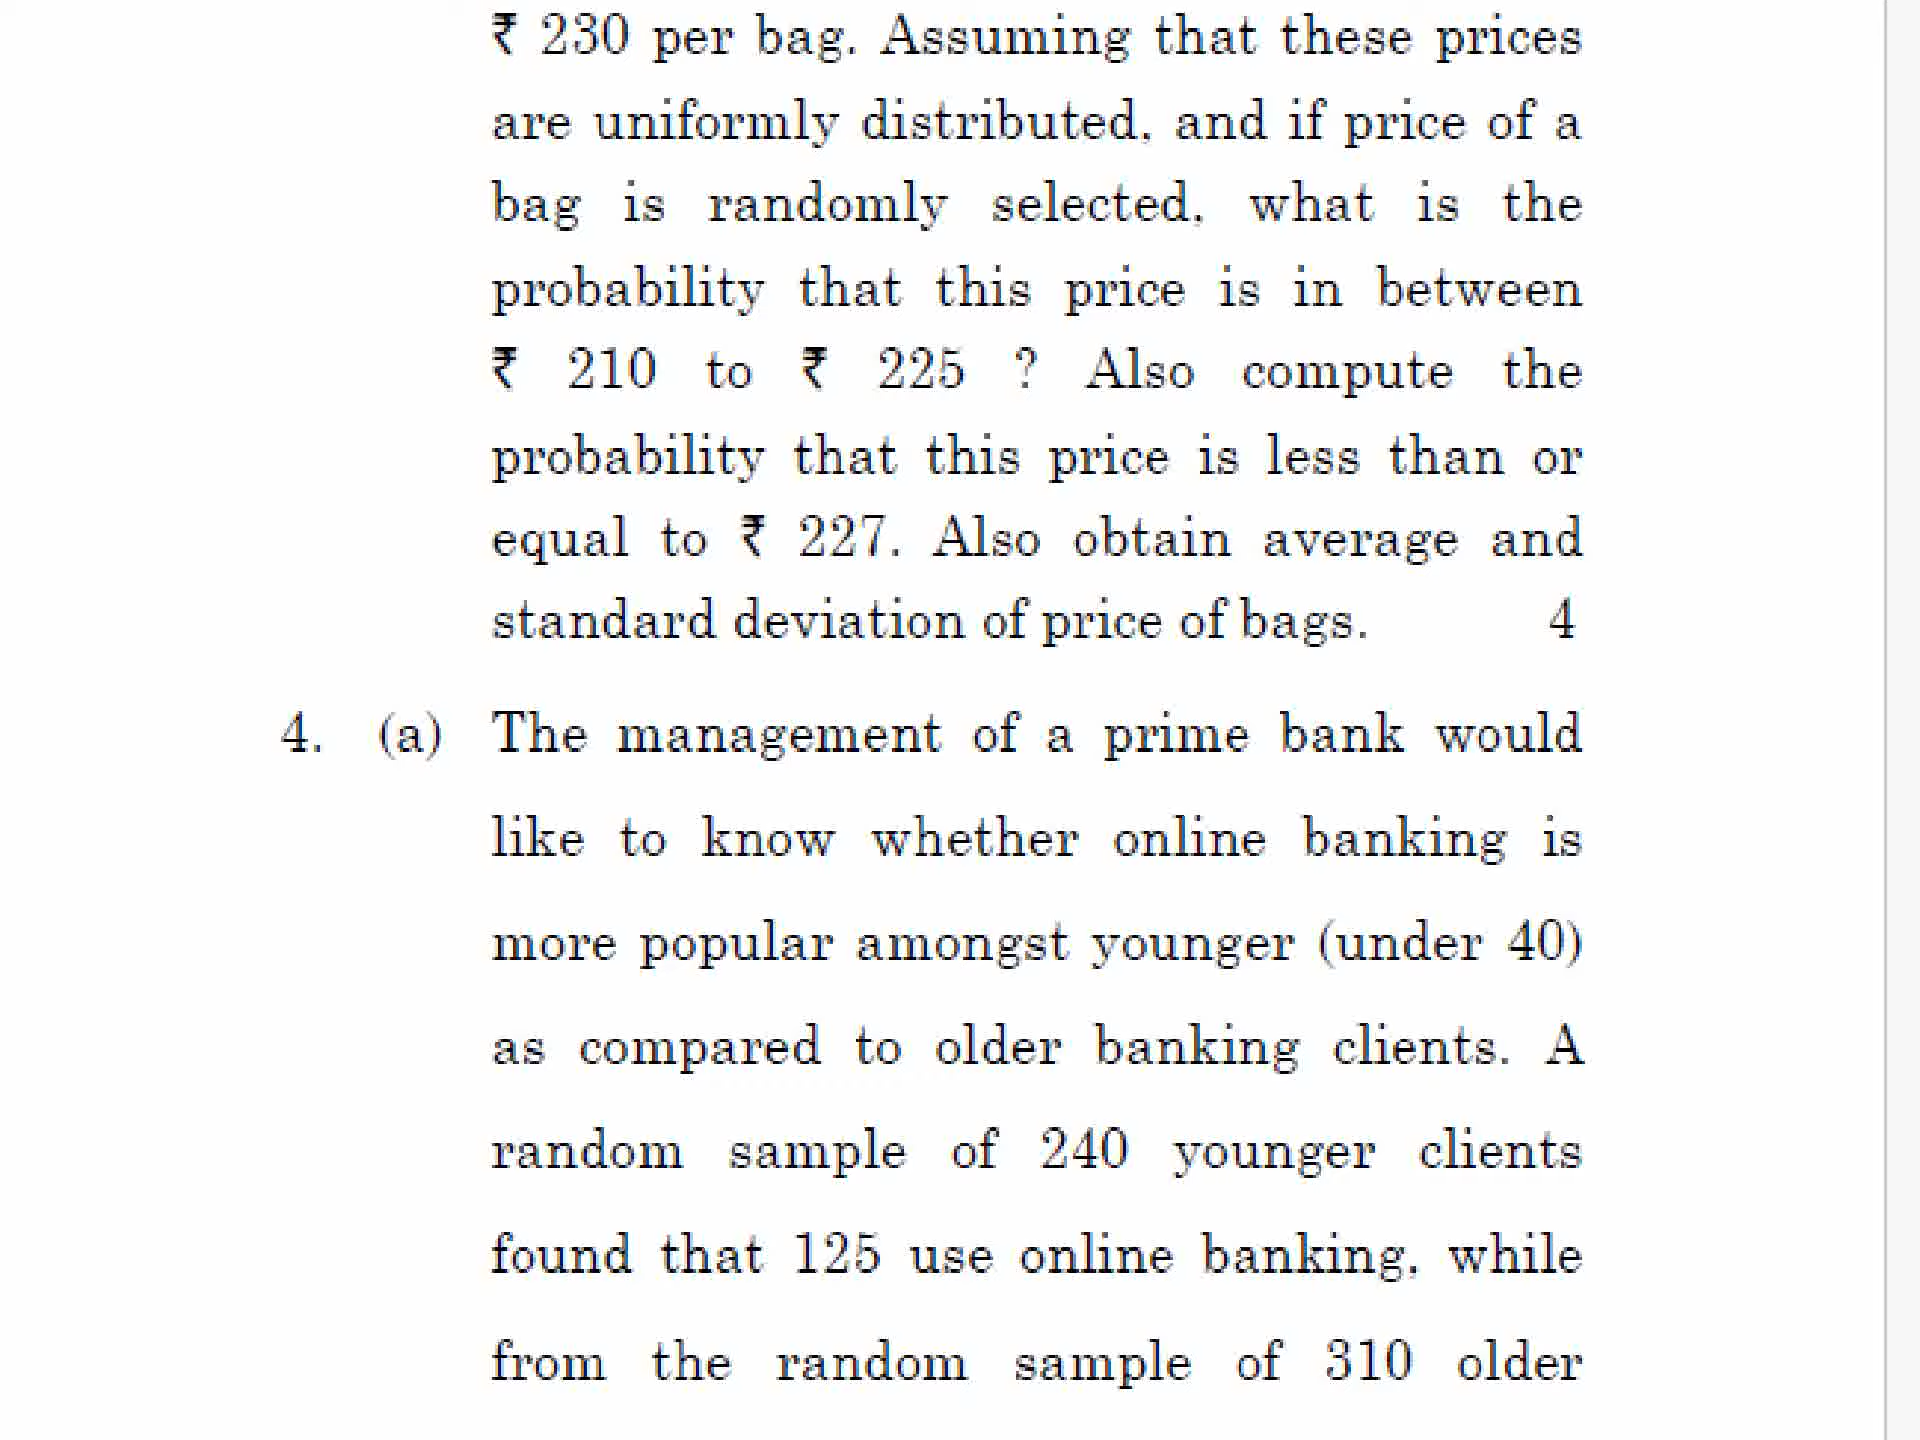 ₹ 230 per bag. Assuming that these prices
are uniformly distributed, and if price of a
bag is randomly selected, what is the
probability that this price is in between
₹ 210 to ₹ 225 ? Also compute the
probability that this price is less than or
equal to ₹ 227. Also obtain average and
standard deviation of price of bags. 4
4. (a) The management of a prime bank would
like to know whether online banking is
more popular amongst younger (under 40)
as compared to older banking clients. A
random sample of 240 younger clients
found that 125 use online banking, while
from the random sample of 310 older